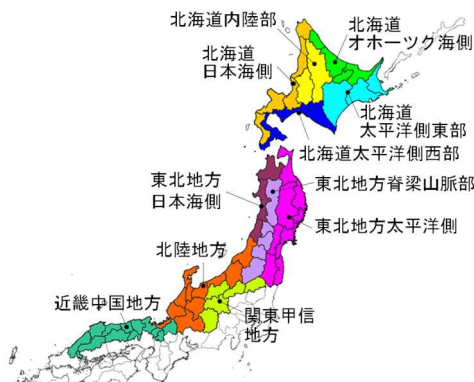 北海道内陸部
北海道
オホーツク海側
北海道
日本海側
北海道
太平洋側東部
北海道太平洋側西部
東北地方
日本海側
東北地方脊梁山脈部
東北地方太平洋側
北陸地方
近畿中国地方
関東甲信
地方